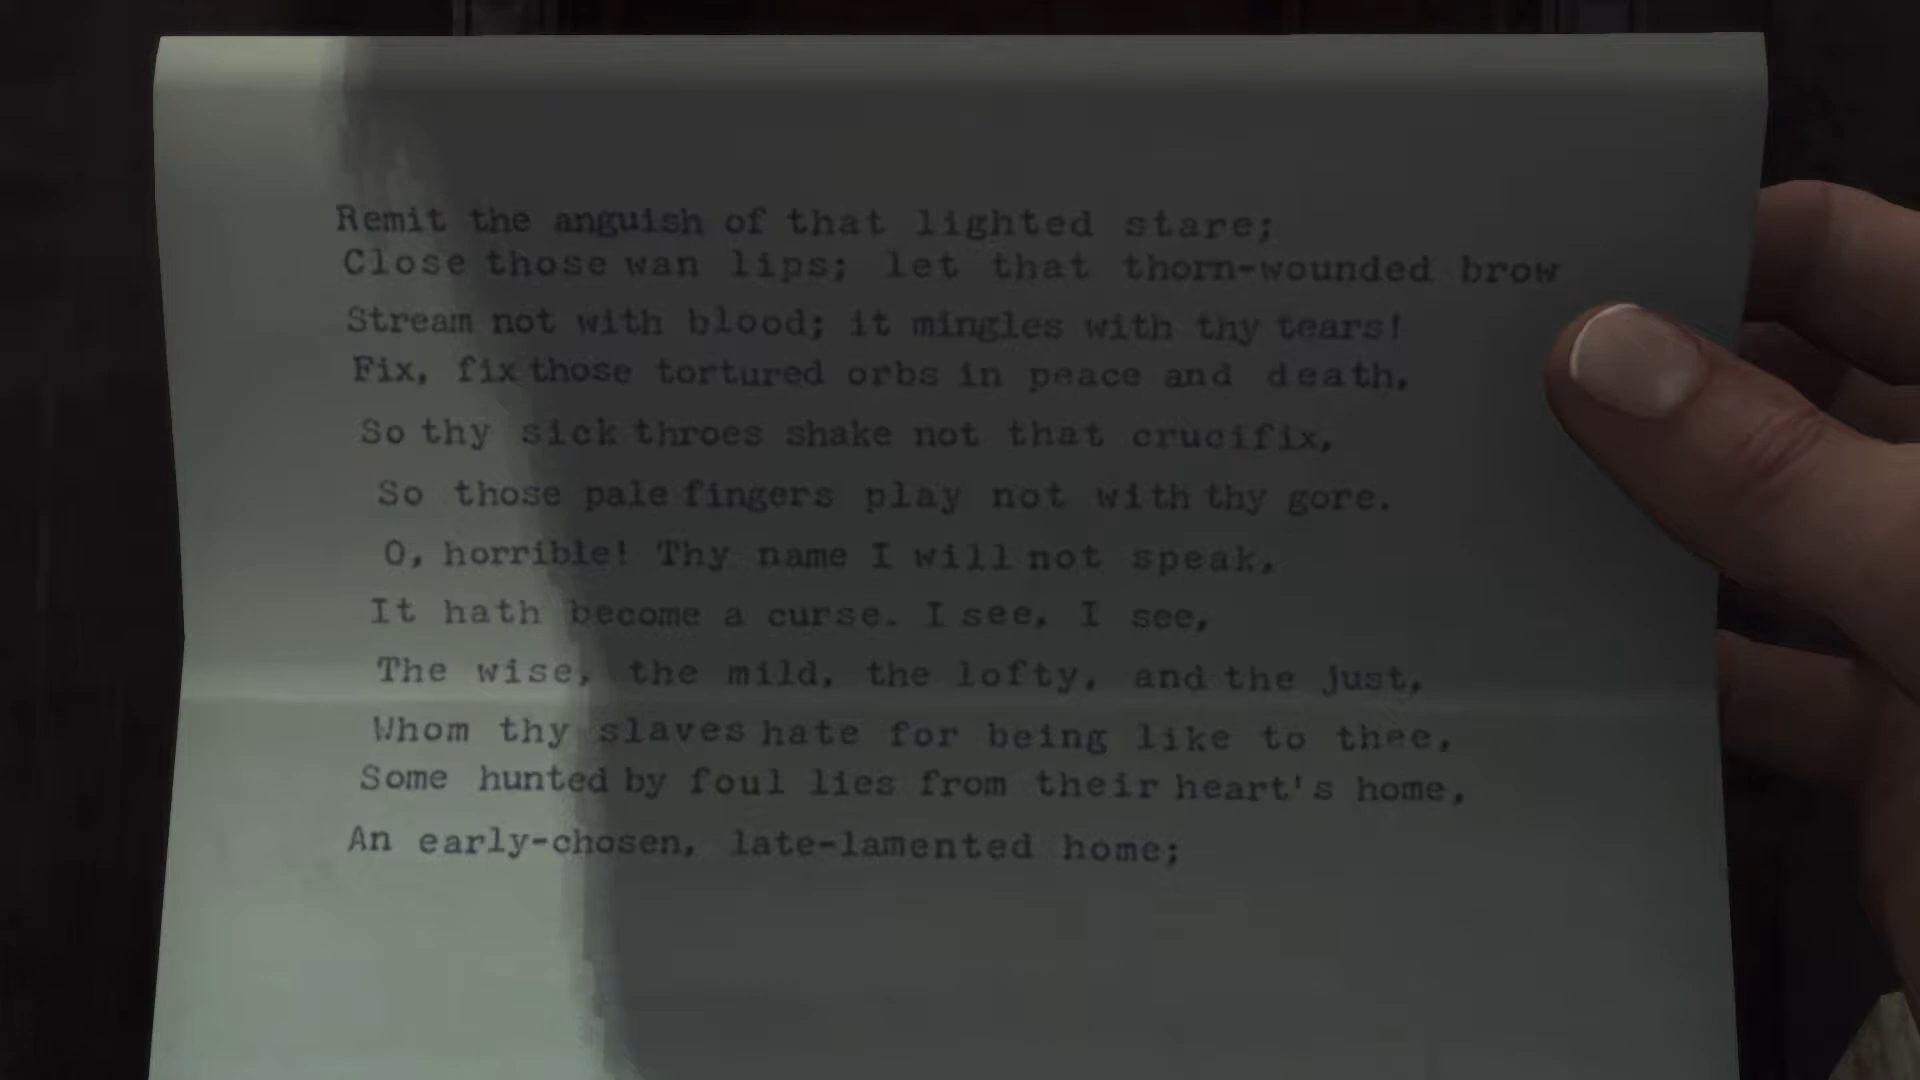 Remit the anguish of that lighted stare;
Close those wan lips; let that thorn-wounded brow
Stream not with blood; it mingles with thy tears!
Fix, fix those tortured orbs in peace and death,
So thy sick throes shake not that crucifix,
So those pale fingers play not with thy gore.
O, horrible! Thy name I will not speak,
It hath become a curse. I see, I see,
The wise, the mild, the lofty, and the just,
Whom thy slaves hate for being like to thee,
Some hunted by foul lies from their heart's home,
An early-chosen, late-lamented home;